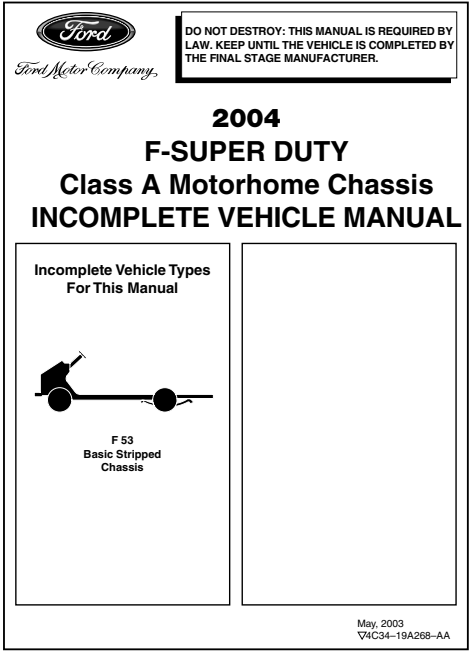 Ford
Ford Motor Company,
DO NOT DESTROY: THIS MANUAL IS REQUIRED BY
LAW. KEEP UNTIL THE VEHICLE IS COMPLETED BY
THE FINAL STAGE MANUFACTURER.
2004
F-SUPER DUTY
Class A Motorhome Chassis
INCOMPLETE VEHICLE MANUAL
Incomplete Vehicle Types
For This Manual
F 53
Basic Stripped
Chassis
May, 2003
▽4C34–19A268–AA